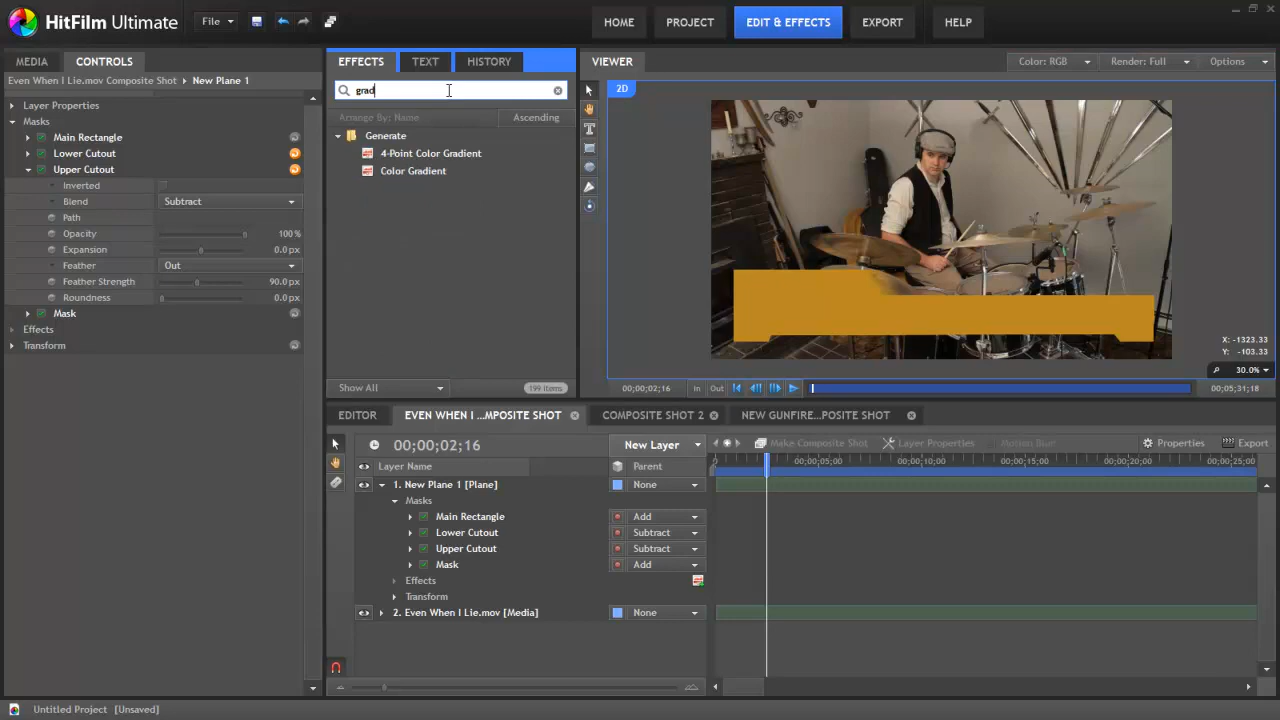 HitFilm Ultimate File HOME PROJECT EDIT & EFFECTS EXPORT HELP
MEDIA CONTROLS EFFECTS TEXT HISTORY VIEWER Color: RGB Render: Full Options
Even When I Lie.mov Composite Shot New Plane 1 grad 2D
Layer Properties
Arrange By: Name Ascending
Masks
Generate
Main Rectangle
4-Point Color Gradient
Lower Cutout
Color Gradient
Upper Cutout
Inverted
Blend Subtract
Path
Opacity 100%
Expansion 0.0 px
Feather Out
Feather Strength 90.0 px
Roundness 0.0 px
Mask
Effects
Transform
X: -1323.33
Y: -103.33
30.0%
Show All 199 items 00;00;02;16 In Out 00;05;31;18
EDITOR EVEN WHEN I ...MPOSITE SHOT COMPOSITE SHOT 2 NEW GUNFIRE...POSITE SHOT
00;00;02;16 New Layer Make Composite Shot Layer Properties Motion Blur Properties Export
Layer Name Parent 0 00;00;05;00 00;00;10;00 00;00;15;00 00;00;20;00 00;00;25;00
1. New Plane 1 [Plane] None
Masks
Main Rectangle Add
Lower Cutout Subtract
Upper Cutout Subtract
Mask Add
Effects
Transform
2. Even When I Lie.mov [Media] None
Untitled Project [Unsaved]